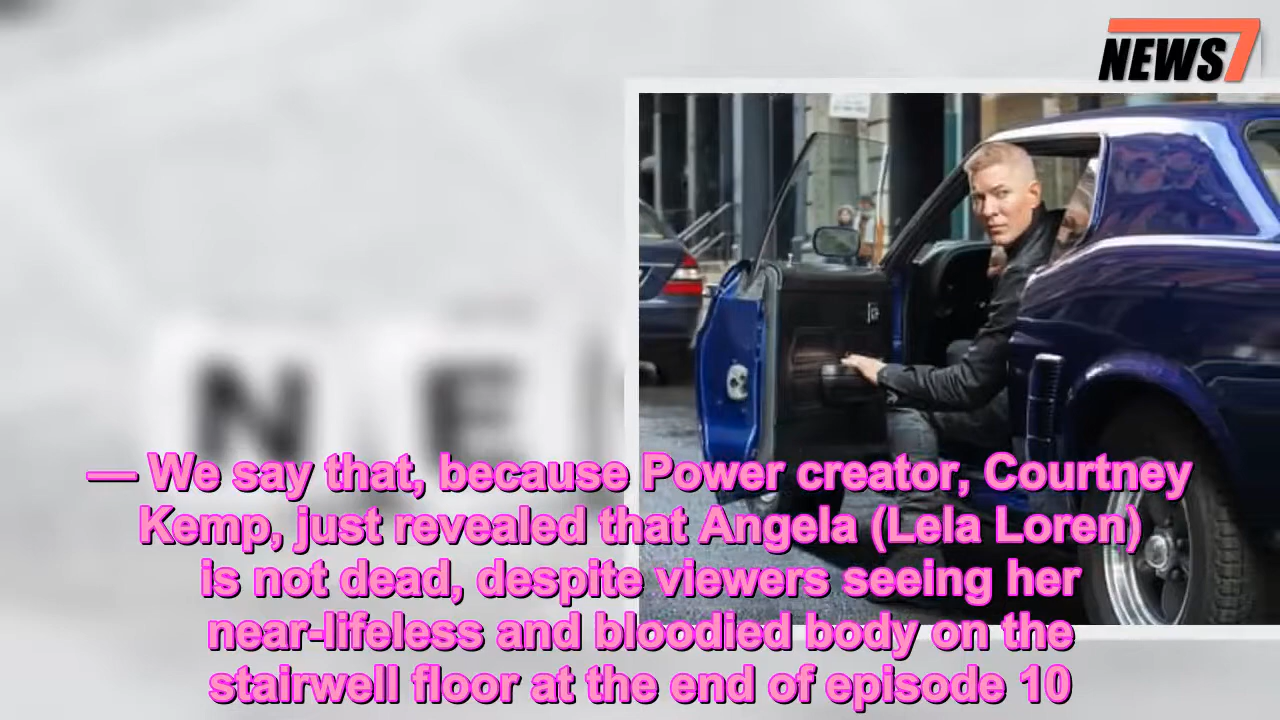 NEWS7
N E
— We say that, because Power creator, Courtney
Kemp, just revealed that Angela (Lela Loren)
is not dead, despite viewers seeing her
near-lifeless and bloodied body on the
stairwell floor at the end of episode 10